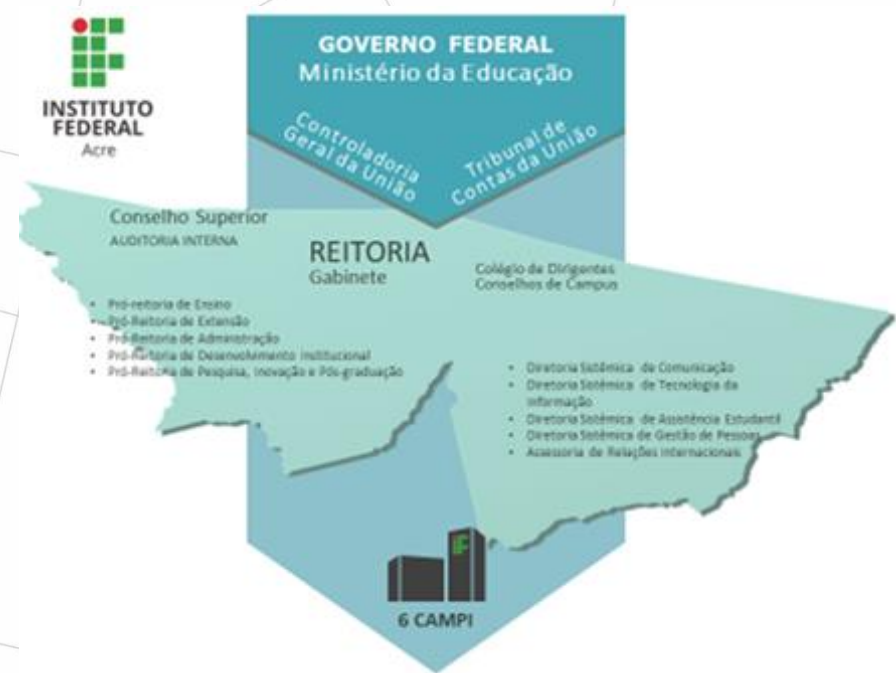 INSTITUTO
FEDERAL
Acre
GOVERNO FEDERAL
Ministério da Educação
Controladoria
Geral da União
Tribunal de
Contas da União
Conselho Superior
AUDITORIA INTERNA
REITORIA
Gabinete
Colégio de Dirigentes
Conselhos de Campus
• Pró-reitoria de Ensino
• Pró-Reitoria de Extensão
• Pró-Reitoria de Administração
• Pró-Reitoria de Desenvolvimento Institucional
• Pró-Reitoria de Pesquisa, Inovação e Pós-graduação
• Diretoria Sistêmica de Comunicação
• Diretoria Sistêmica de Tecnologia da
Informação
• Diretoria Sistêmica de Assistência Estudantil
• Diretoria Sistêmica de Gestão de Pessoas
• Assessoria de Relações Internacionais
6 CAMPI